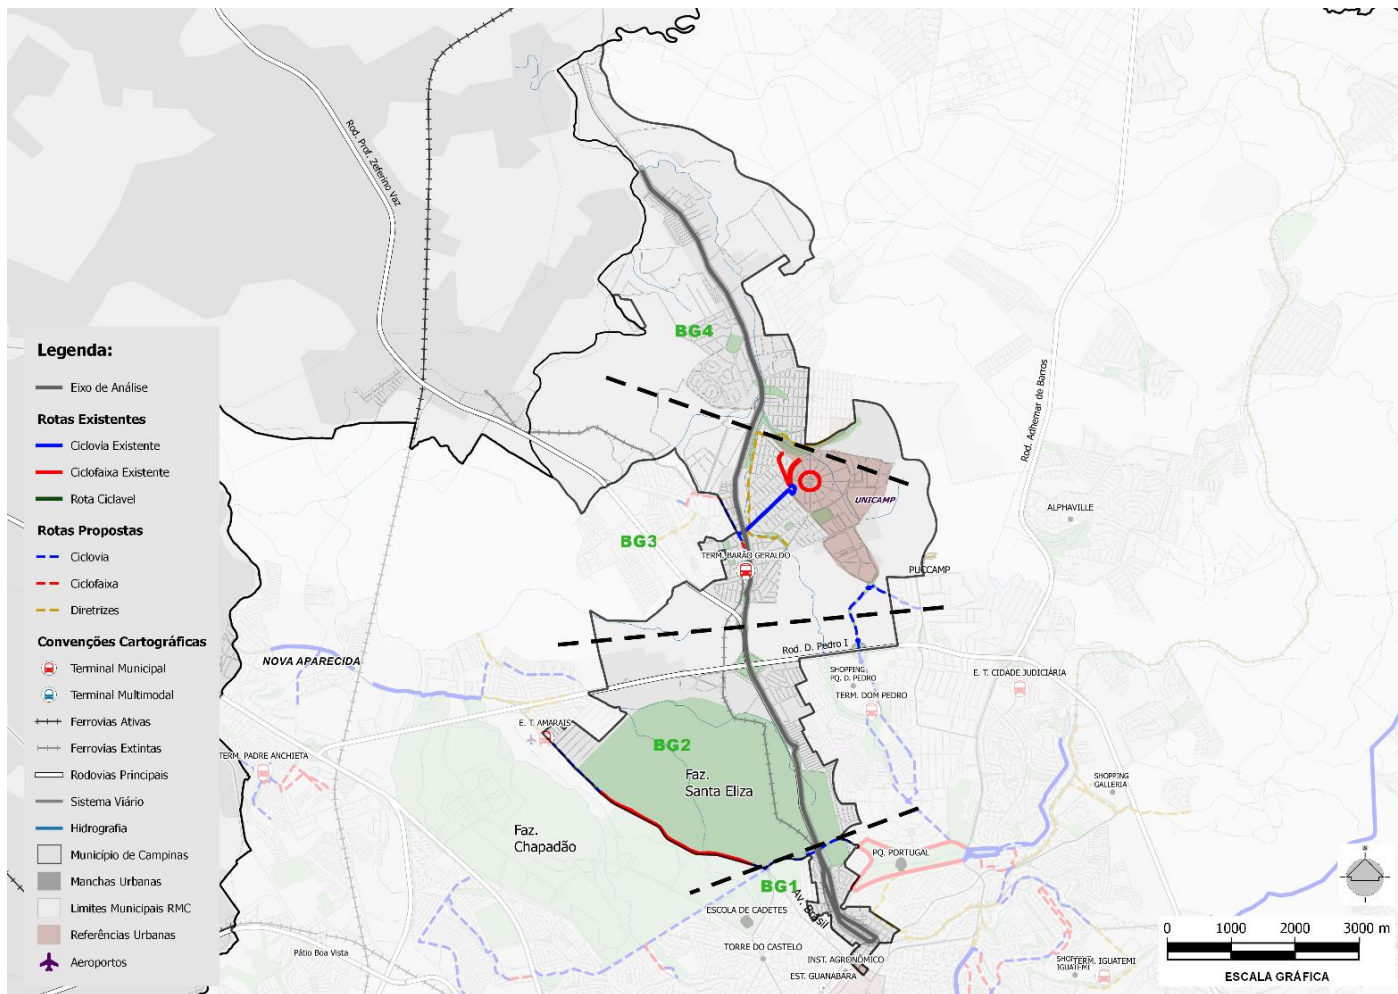 Rod. Prof. Zeferino Vaz
Rod. Adhemar de Barros
BG4
Legenda:
Eixo de Análise
Rotas Existentes
Ciclovia Existente
Ciclofaixa Existente
Rota Ciclavel
Rotas Propostas
Ciclovia
Ciclofaixa
Diretrizes
Convenções Cartográficas
Terminal Municipal
Terminal Multimodal
Ferrovias Ativas
Ferrovias Extintas
Rodovias Principais
Sistema Viário
Hidrografia
Município de Campinas
Manchas Urbanas
Limites Municipais RMC
Referências Urbanas
Aeroportos
UNICAMP
ALPHAVILLE
BG3
TERM. BARÃO GERALDO
PUCCAMP
Rod. D. Pedro I
NOVA APARECIDA
SHOPPING
PQ. D. PEDRO
TERM. DOM PEDRO
E. T. CIDADE JUDICIÁRIA
E. T. AMARAIS
BG2
TERM. PADRE ANCHIETA
Faz.
Santa Eliza
SHOPPING
GALLERIA
Faz.
Chapadão
PQ. PORTUGAL
BG1
Av. Brasil
ESCOLA DE CADETES
TORRE DO CASTELO
Pátio Boa Vista
INST. AGRONÔMICO
EST. GUANABARA
IGUATEMI
TERM. IGUATEMI
0 1000 2000 3000 m
ESCALA GRÁFICA